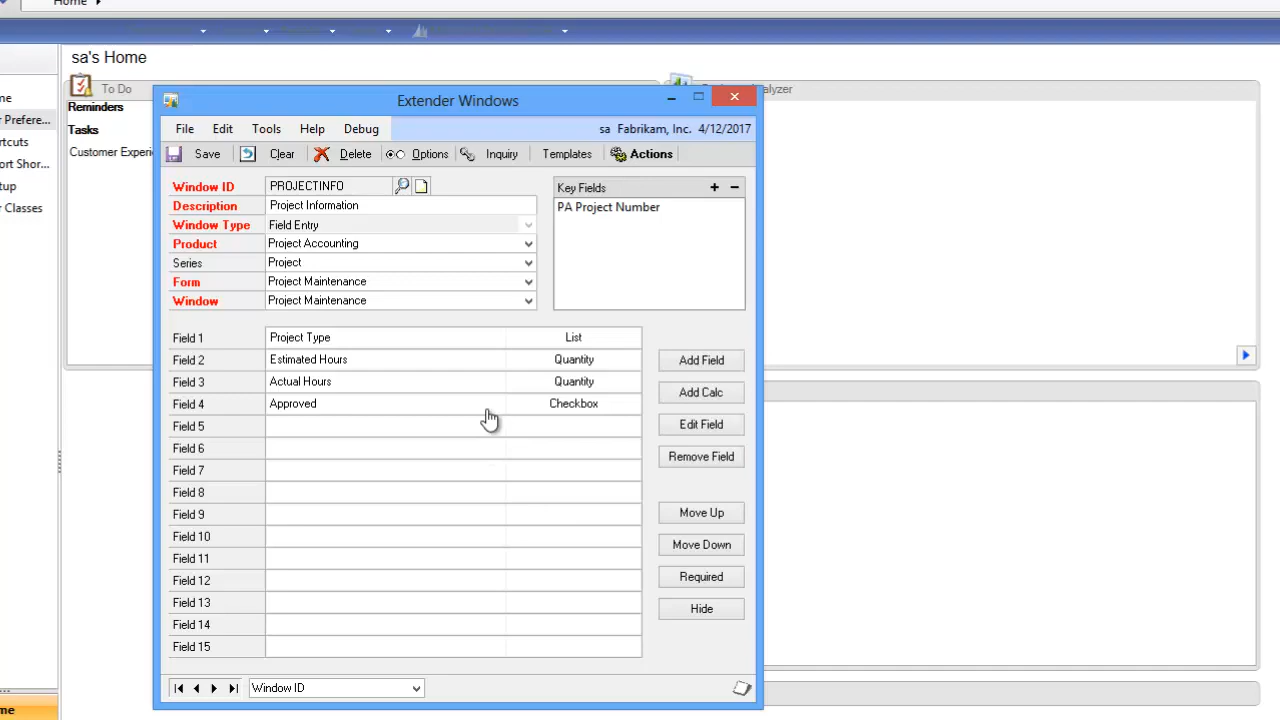 Home
sa's Home
To Do
Reminders
Tasks
Customer Experi
me
r Prefere...
rtcuts
ort Shor...
tup
r Classes
me
alyzer
Extender Windows
File Edit Tools Help Debug
sa Fabrikam, Inc. 4/12/2017
Save Clear Delete Options Inquiry Templates Actions
Window ID PROJECTINFO
Description Project Information
Window Type Field Entry
Product Project Accounting
Series Project
Form Project Maintenance
Window Project Maintenance
Key Fields + −
PA Project Number
Field 1 Project Type List
Field 2 Estimated Hours Quantity
Field 3 Actual Hours Quantity
Field 4 Approved Checkbox
Field 5
Field 6
Field 7
Field 8
Field 9
Field 10
Field 11
Field 12
Field 13
Field 14
Field 15
Add Field
Add Calc
Edit Field
Remove Field
Move Up
Move Down
Required
Hide
Window ID